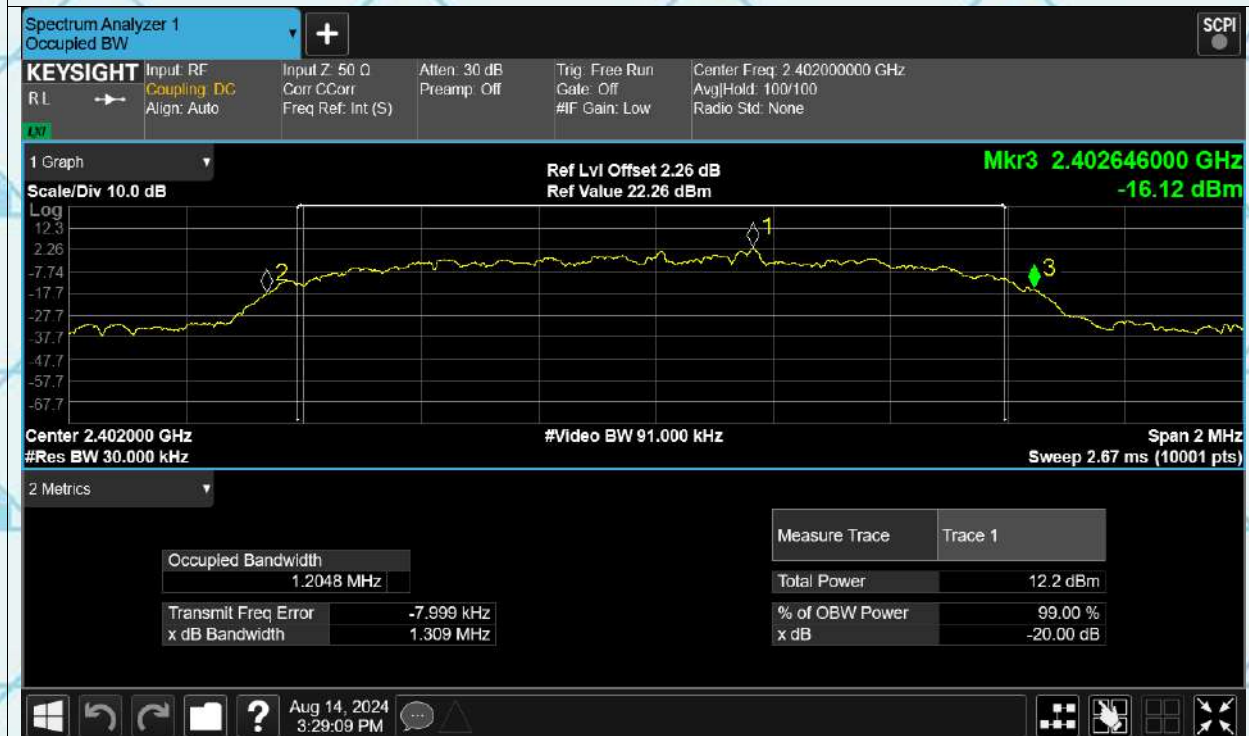 Spectrum Analyzer 1
Occupied BW
+
SCPI
KEYSIGHT
RL
LXI
Input: RF
Coupling: DC
Align: Auto
Input Z: 50 Ω
Corr CCorr
Freq Ref: Int (S)
Atten: 30 dB
Preamp: Off
Trig: Free Run
Gate: Off
#IF Gain: Low
Center Freq: 2.402000000 GHz
Avg|Hold: 100/100
Radio Std: None
1 Graph
Scale/Div 10.0 dB
Ref Lvl Offset 2.26 dB
Ref Value 22.26 dBm
Mkr3 2.402646000 GHz
-16.12 dBm
Log
12.3
2.26
-7.74
-17.7
-27.7
-37.7
-47.7
-57.7
-67.7
1
2
3
Center 2.402000 GHz
#Res BW 30.000 kHz
#Video BW 91.000 kHz
Span 2 MHz
Sweep 2.67 ms (10001 pts)
2 Metrics
Occupied Bandwidth
1.2048 MHz
Transmit Freq Error -7.999 kHz
x dB Bandwidth 1.309 MHz
Measure Trace Trace 1
Total Power 12.2 dBm
% of OBW Power 99.00 %
x dB -20.00 dB
?
Aug 14, 2024
3:29:09 PM